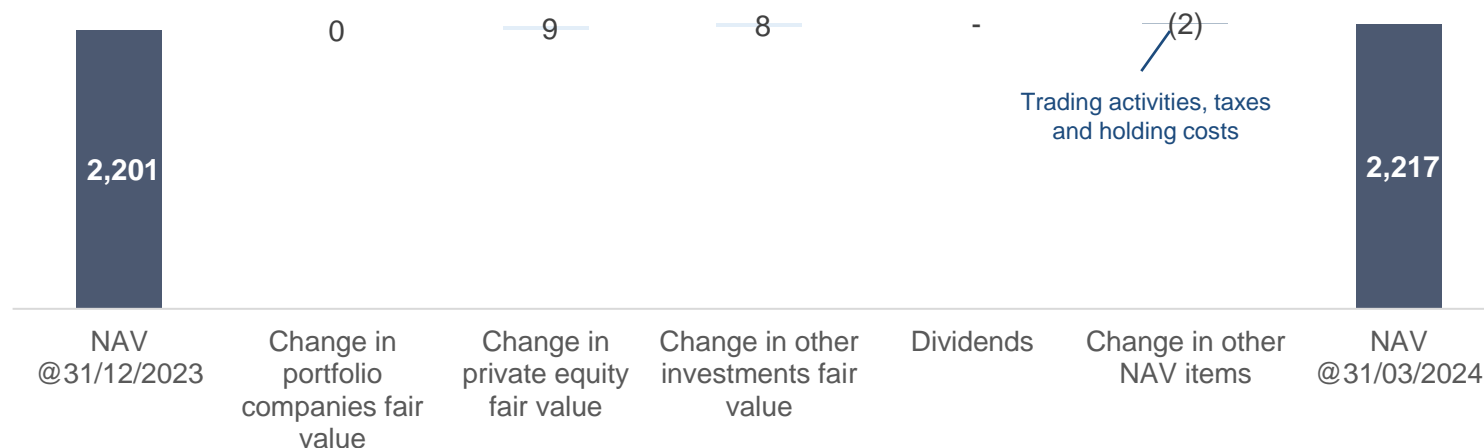 0
9
8
-
(2)
Trading activities, taxes
and holding costs
2,201
2,217
NAV
@31/12/2023
Change in
portfolio
companies fair
value
Change in
private equity
fair value
Change in other
investments fair
value
Dividends
Change in other
NAV items
NAV
@31/03/2024